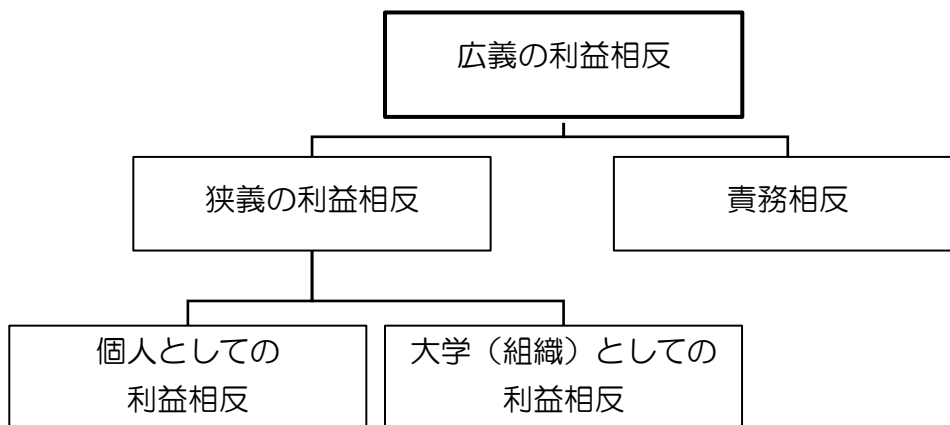 広義の利益相反
狭義の利益相反
責務相反
個人としての
利益相反
大学（組織）としての
利益相反